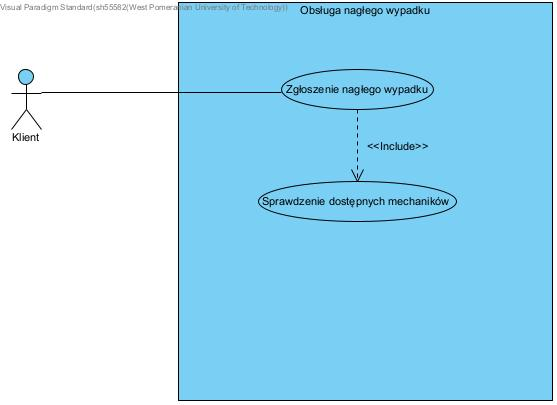 Visual Paradigm Standard(sh55582(West Pomeranian University of Technology))
Obsługa nagłego wypadku
Zgłoszenie nagłego wypadku
Klient
<<Include>>
Sprawdzenie dostępnych mechaników